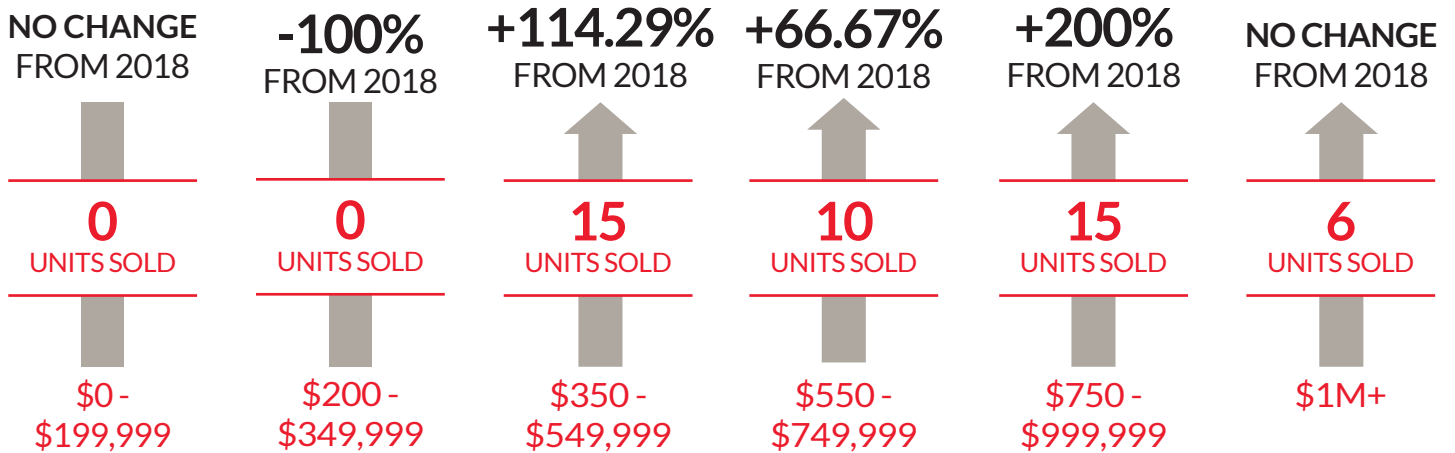 NO CHANGE
FROM 2018
0
UNITS SOLD
$0 -
$199,999
-100%
FROM 2018
0
UNITS SOLD
$200 -
$349,999
+114.29%
FROM 2018
15
UNITS SOLD
$350 -
$549,999
+66.67%
FROM 2018
10
UNITS SOLD
$550 -
$749,999
+200%
FROM 2018
15
UNITS SOLD
$750 -
$999,999
NO CHANGE
FROM 2018
6
UNITS SOLD
$1M+